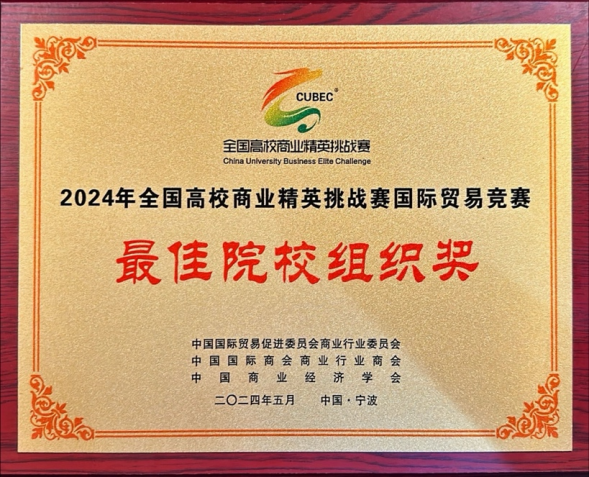 CUBEC®
全国高校商业精英挑战赛
China University Business Elite Challenge
2024年全国高校商业精英挑战赛国际贸易竞赛
最佳院校组织奖
中国国际贸易促进委员会商业行业委员会
中国国际商会商业行业商会
中国商业经济学会
二〇二四年五月 中国·宁波